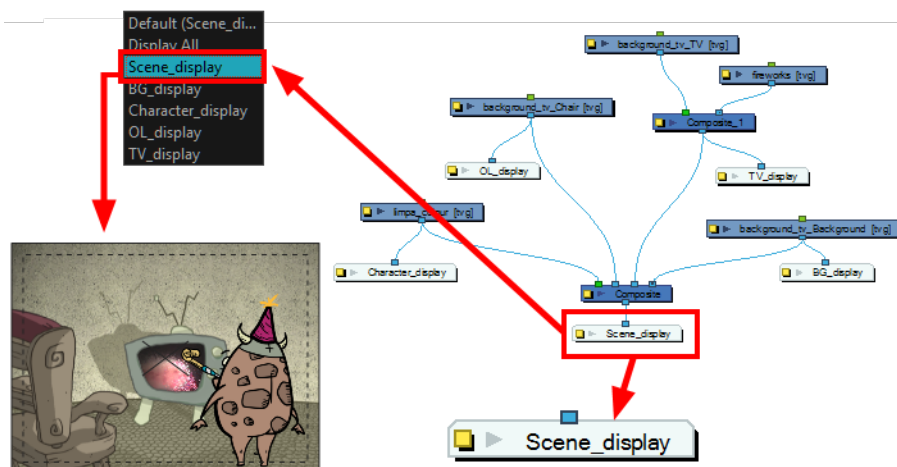 Default (Scene_di...
Display All
Scene_display
BG_display
Character_display
OL_display
TV_display
background_tv_TV [tvg]
fireworks [tvg]
background_tv_Chair [tvg]
Composite_1
OL_display
TV_display
limpa_colour [tvg]
background_tv_Background [tvg]
Character_display
BG_display
Composite
Scene_display
Scene_display